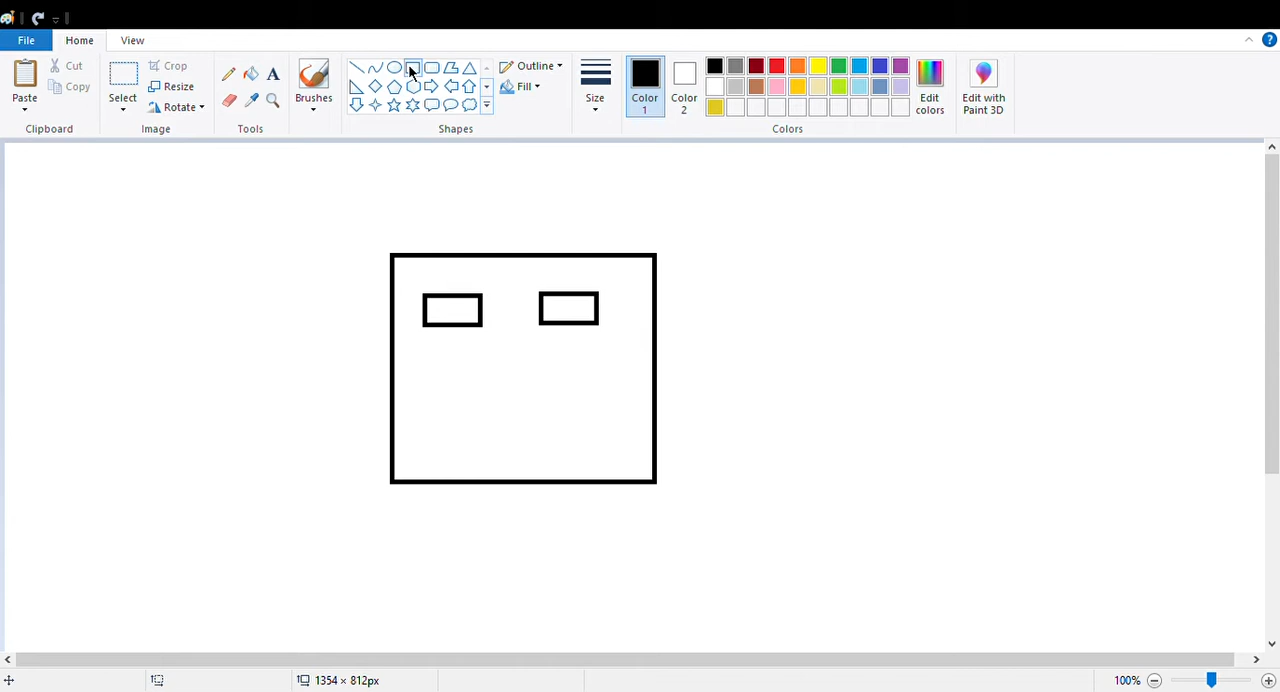 File Home View
Paste Cut Copy
Clipboard
Select Crop Resize Rotate
Image
A
Tools
Brushes
Outline Fill
Shapes
Size
Color 1
Color 2
Edit colors
Colors
Edit with Paint 3D
?
1354 × 812px
100%